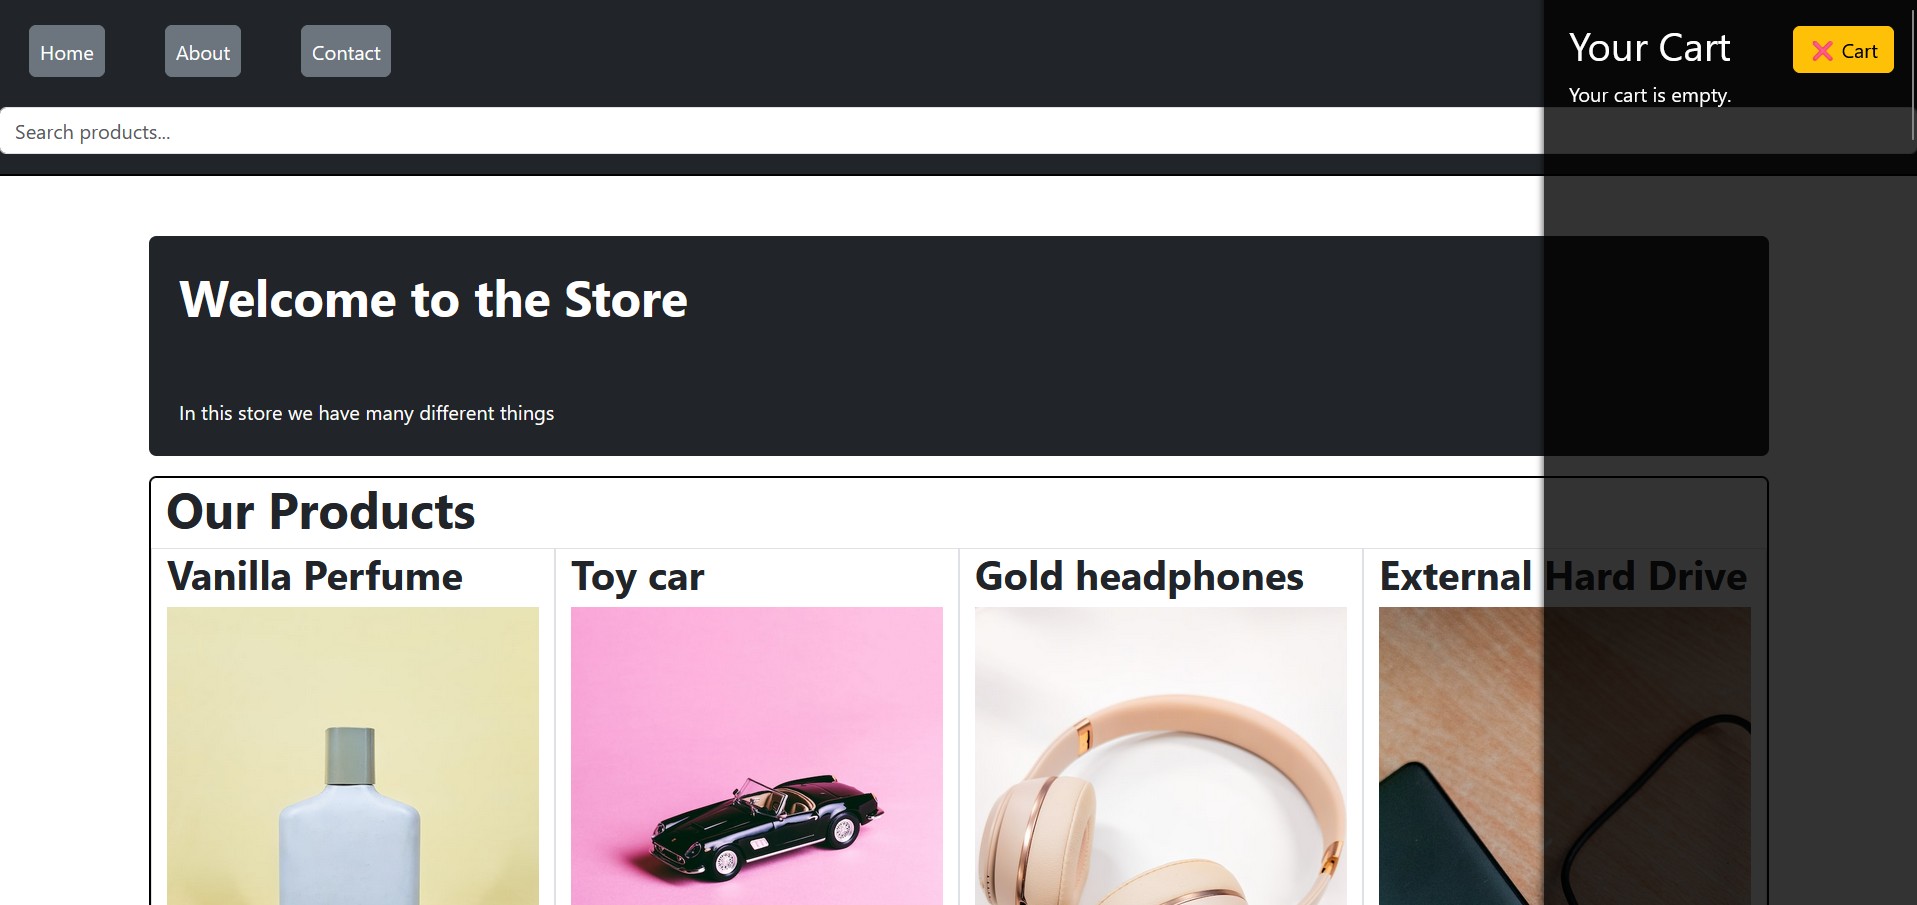 Home
About
Contact
Your Cart
❌ Cart
Your cart is empty.
Search products...
Welcome to the Store
In this store we have many different things
Our Products
Vanilla Perfume
Toy car
Gold headphones
External Hard Drive